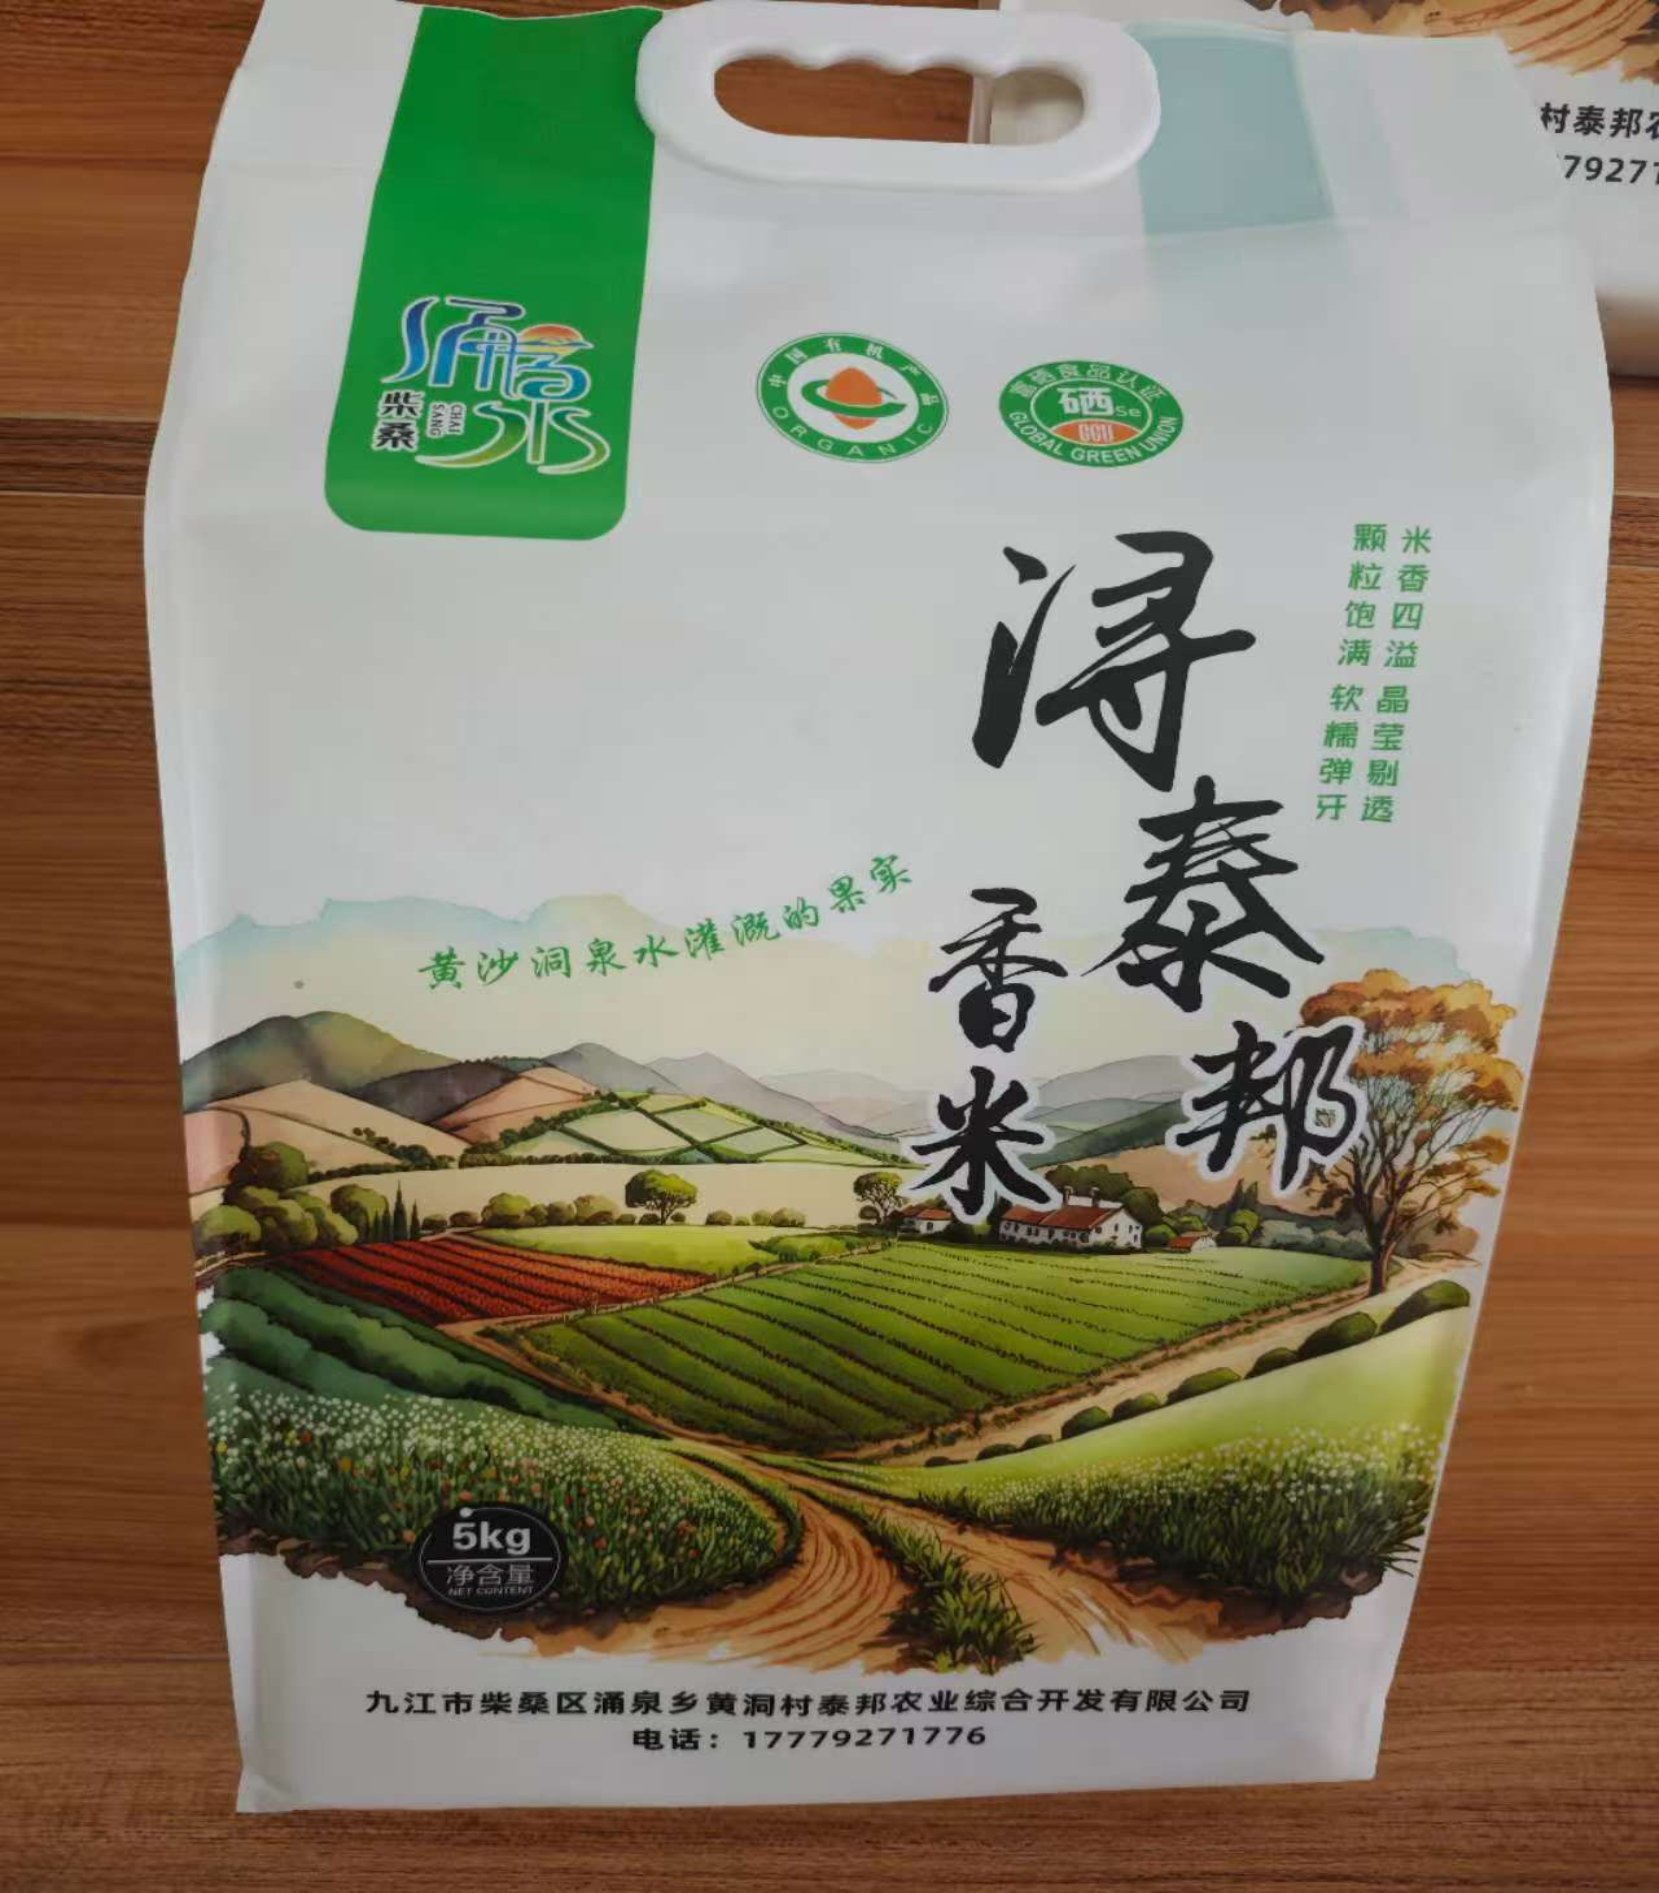 村泰邦农
79271
涌泉
柴桑
CHAI
SANG
中国有机产品
ORGANIC
富硒食品认证
硒se
GGU
GLOBAL GREEN UNION
米香四溢 晶莹剔透
颗粒饱满 软糯弹牙
浔泰邦
香米
黄沙洞泉水灌溉的果实
5kg
净含量
NET CONTENT
九江市柴桑区涌泉乡黄洞村泰邦农业综合开发有限公司
电话：17779271776